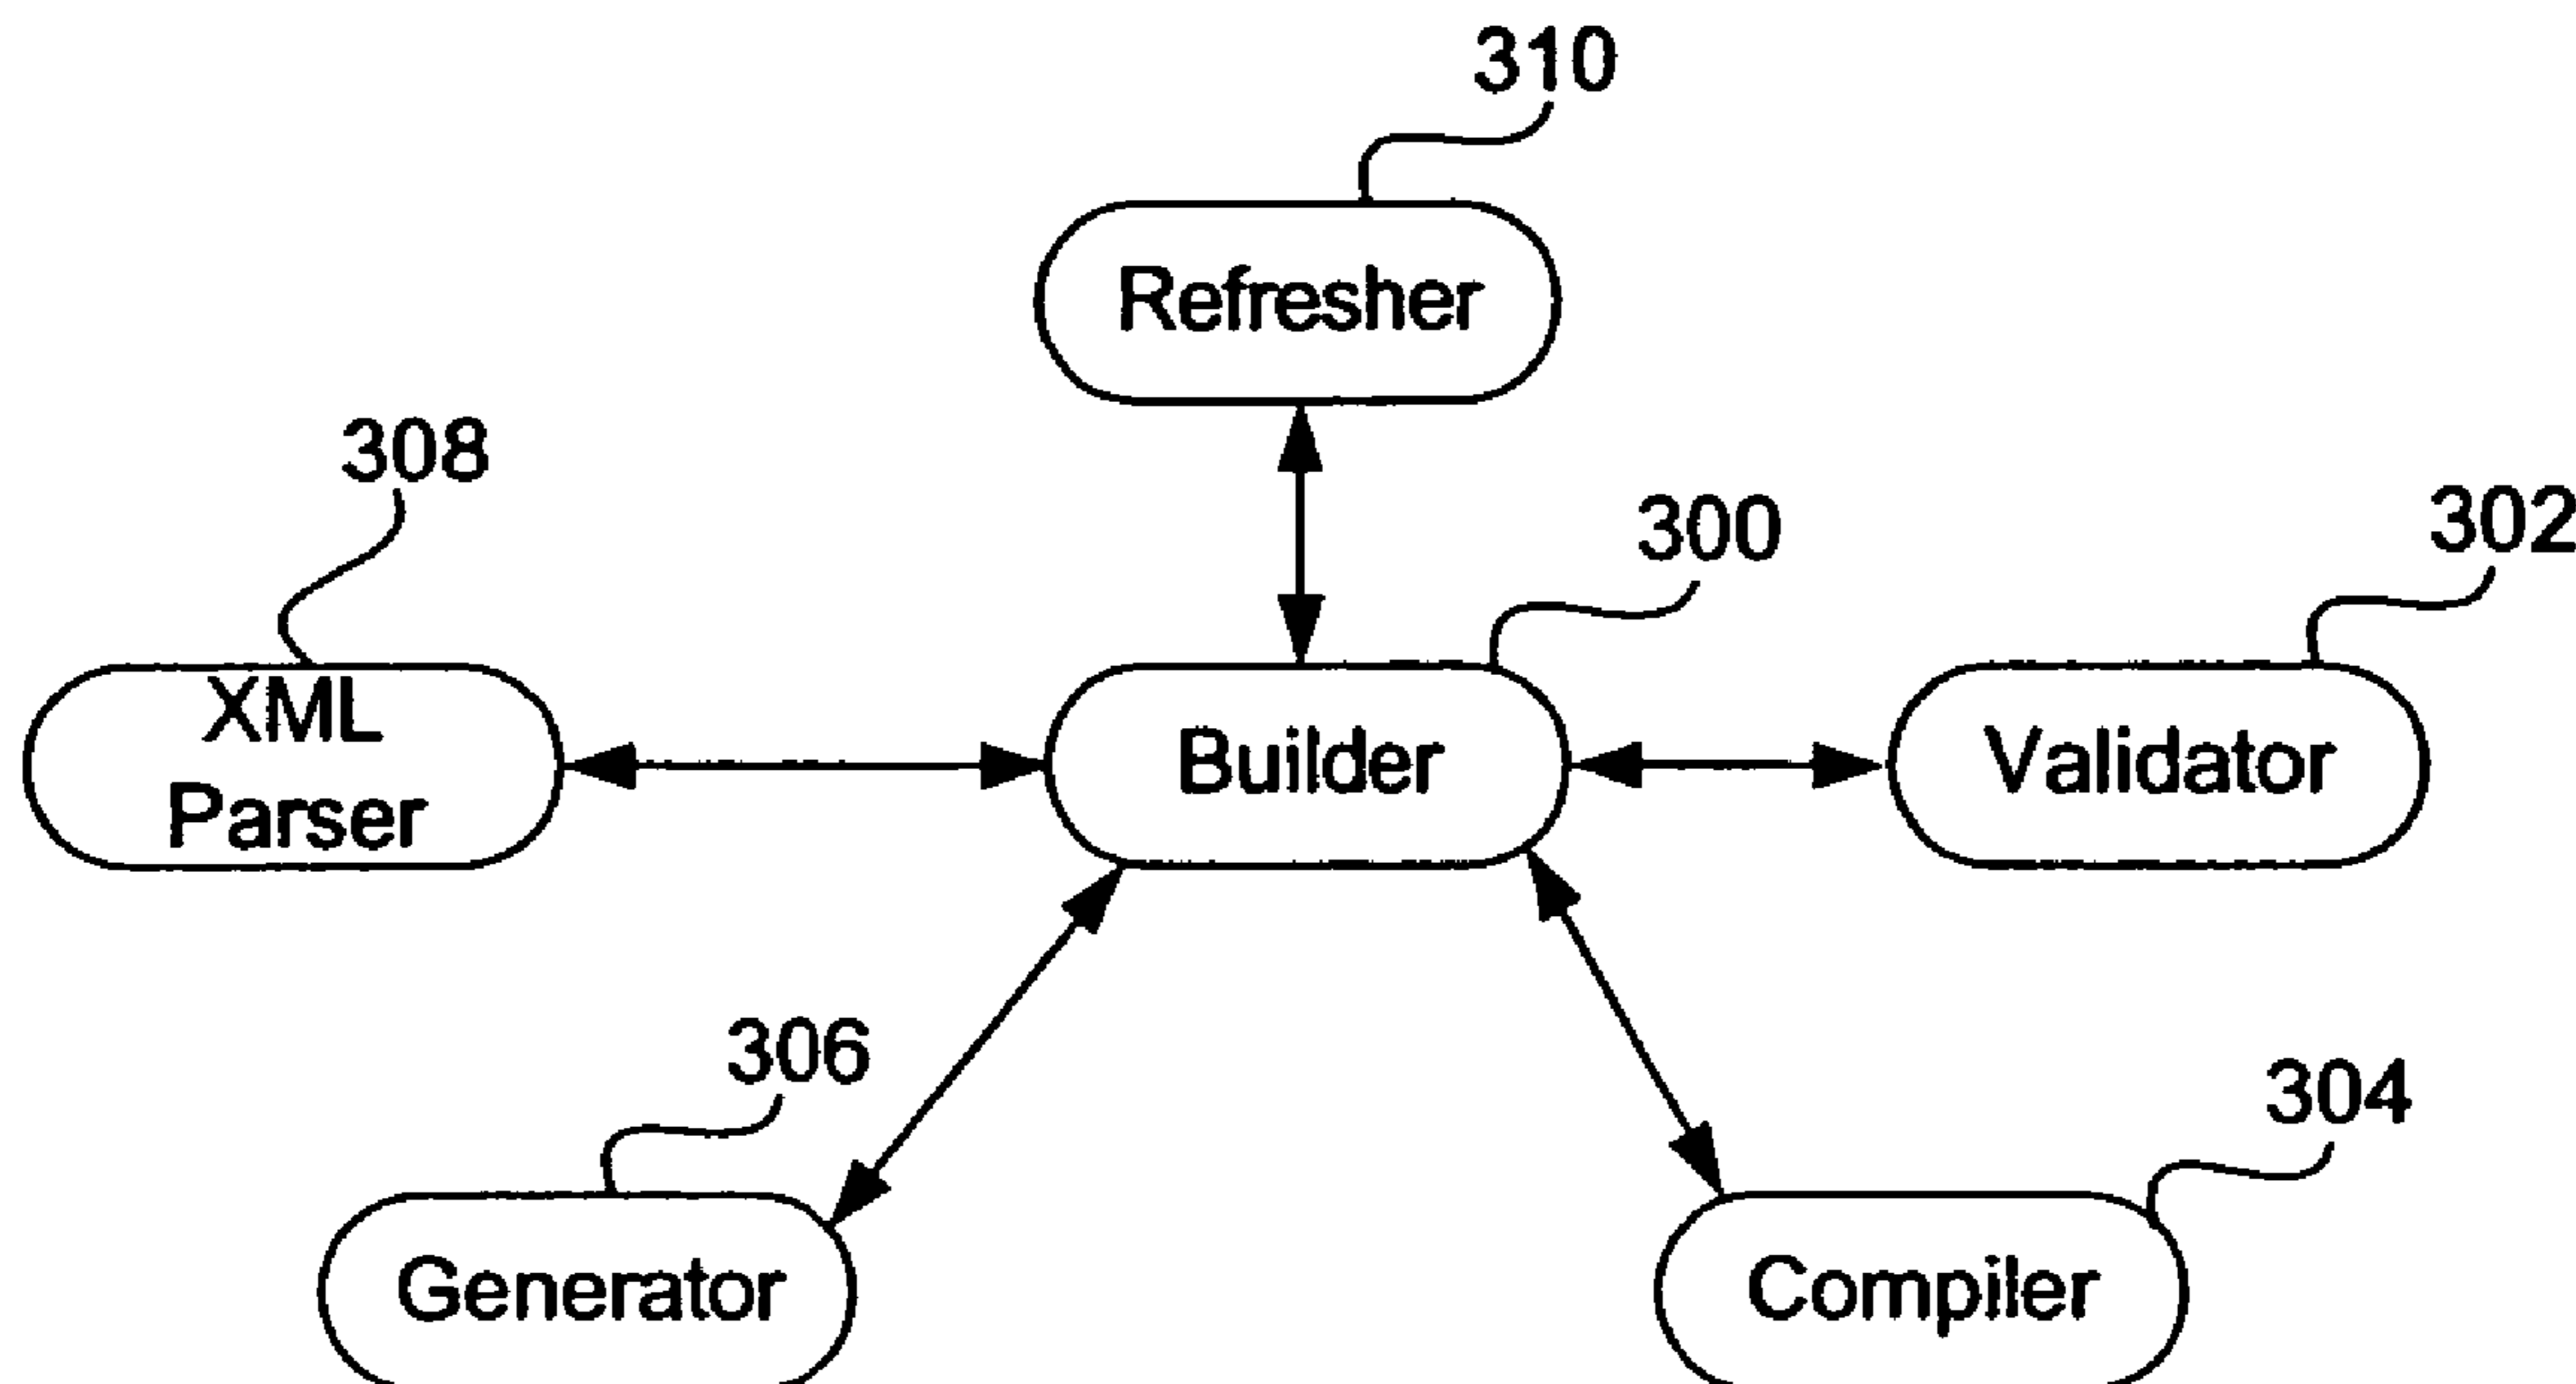 310
Refresher
308
300
302
XML
Parser
Builder
Validator
306
304
Generator
Compiler